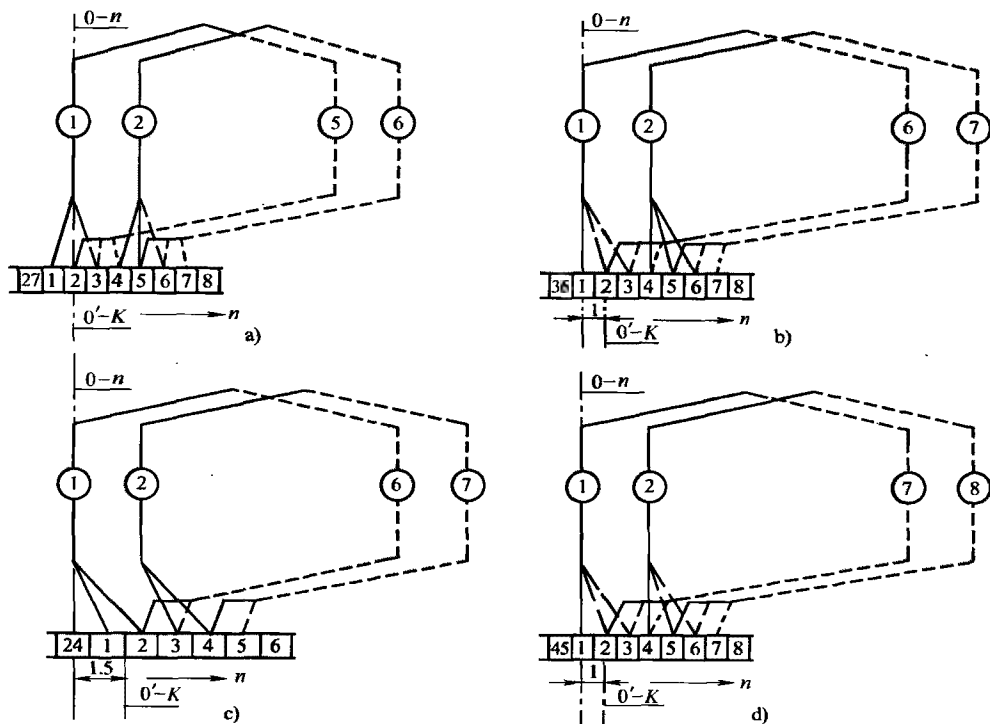 0–n 0–n
1 2 5 6 1 2 6 7
27 1 2 3 4 5 6 7 8 36 1 2 3 4 5 6 7 8
0′–K n 1 0′–K n
a) b)
0–n 0–n
1 2 6 7 1 2 7 8
24 1 2 3 4 5 6 45 1 2 3 4 5 6 7 8
1.5 0′–K n 1 0′–K n
c) d)